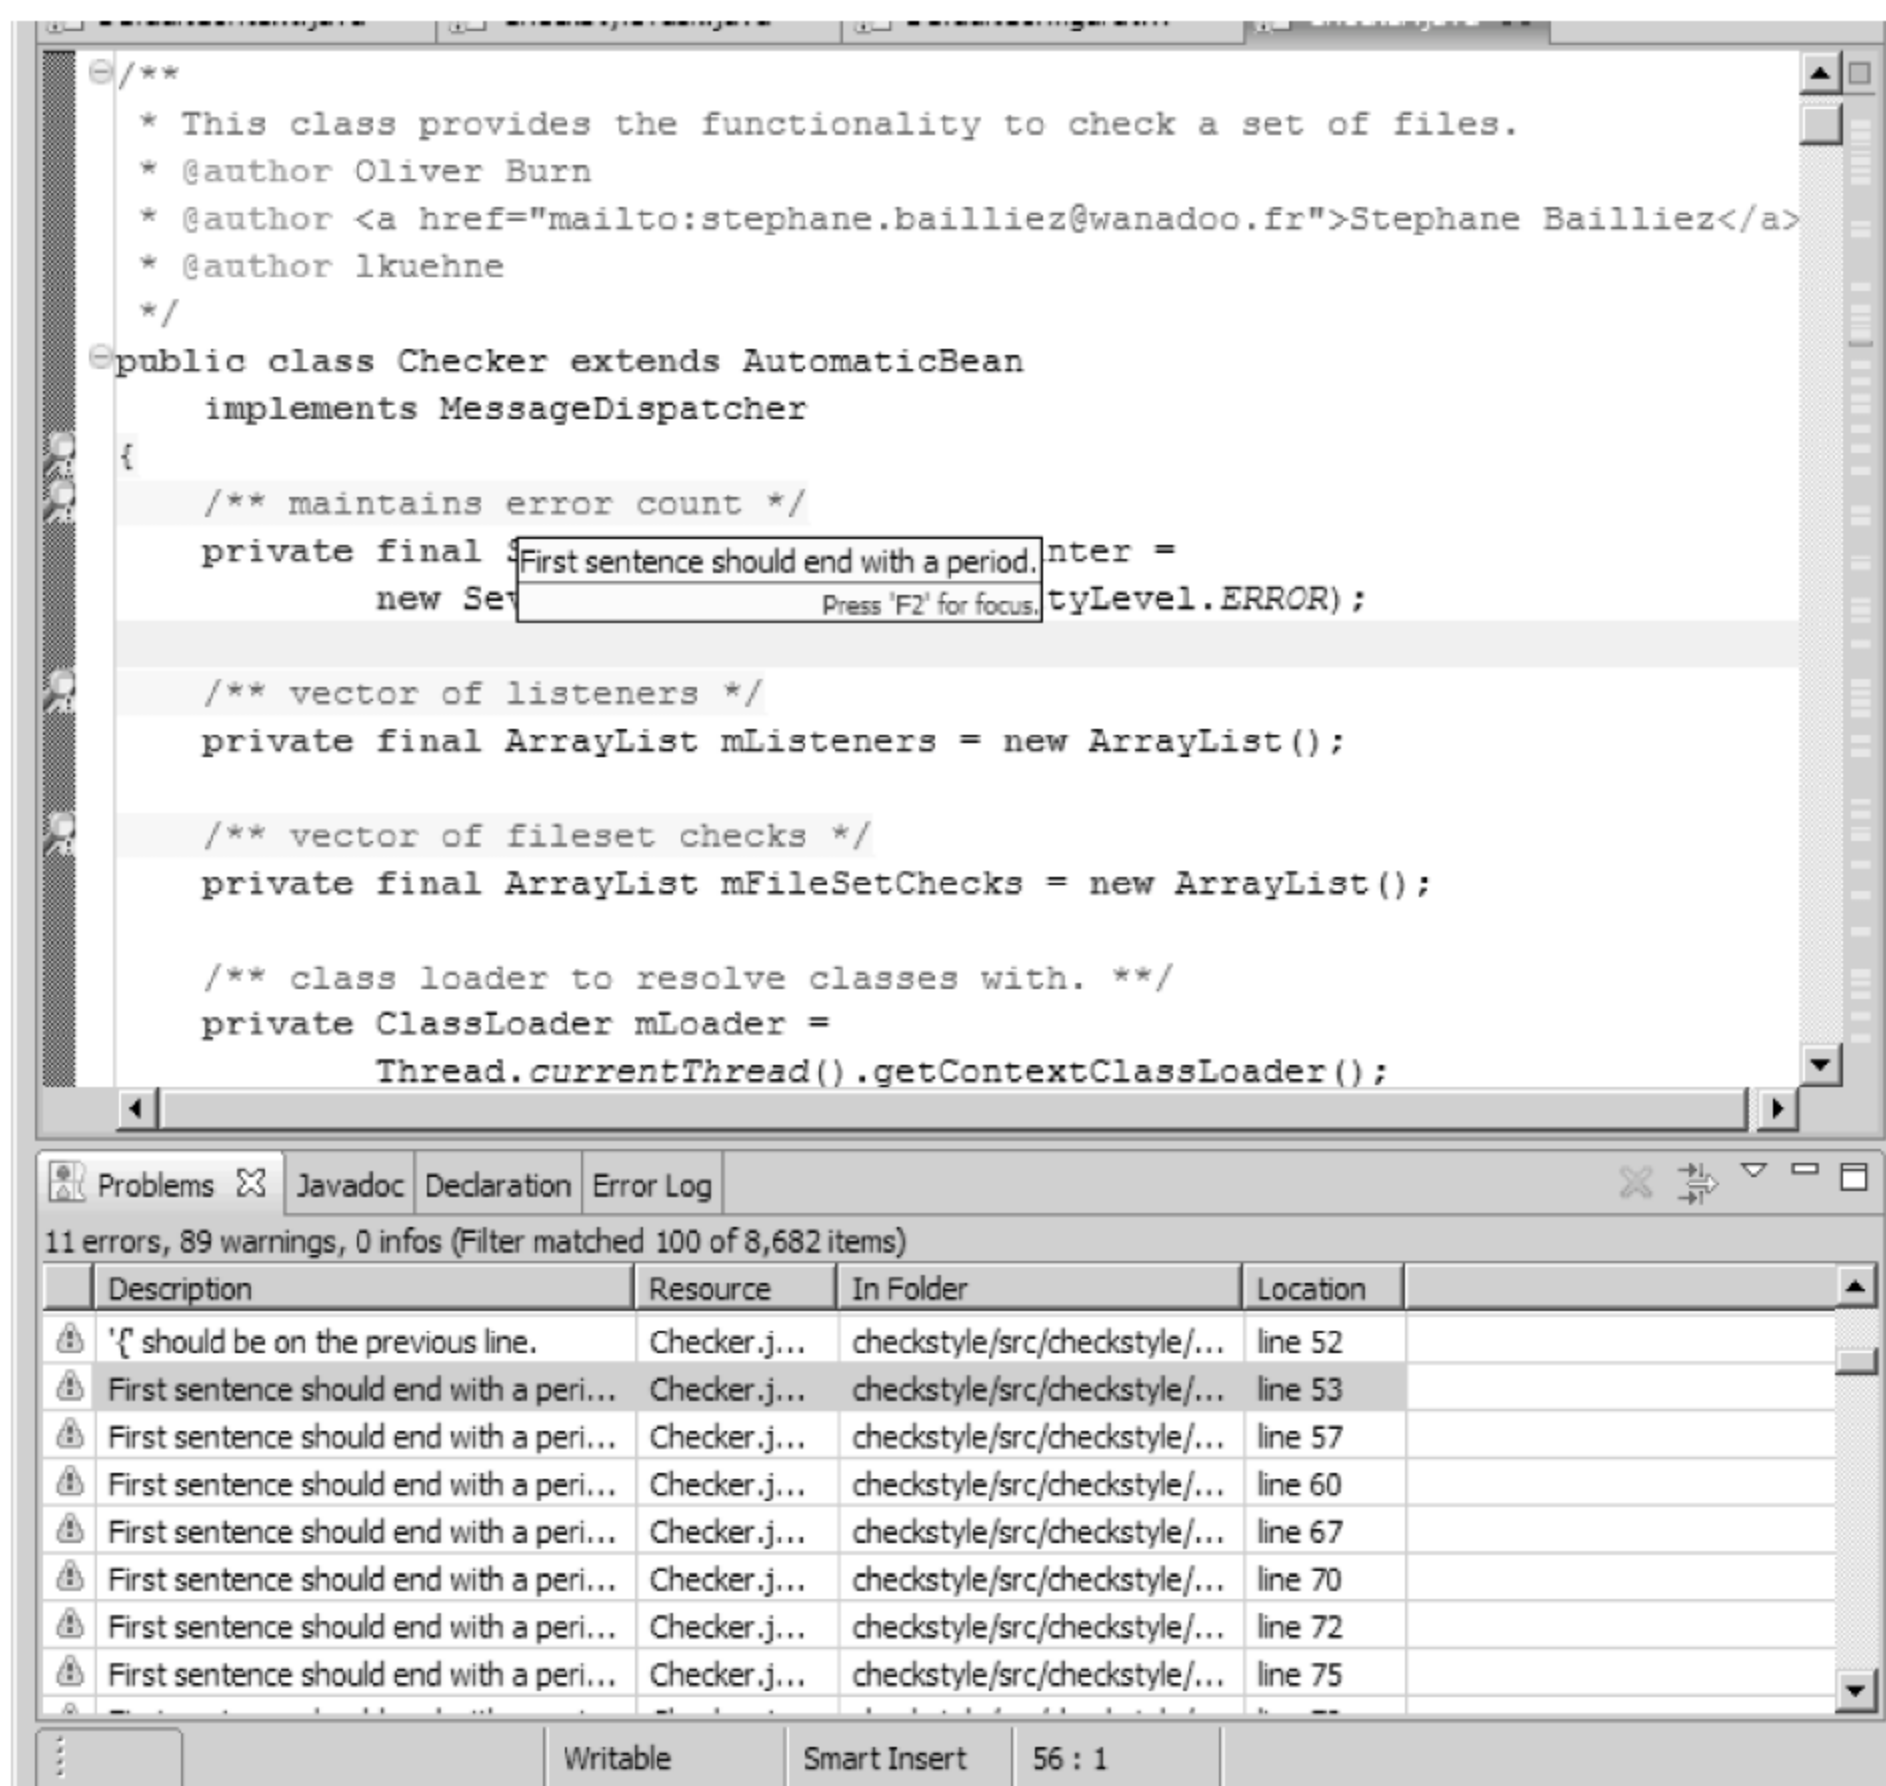 /**
* This class provides the functionality to check a set of files.
* @author Oliver Burn
* @author <a href="mailto:stephane.bailliez@wanadoo.fr">Stephane Bailliez</a>
* @author lkuehne
*/
public class Checker extends AutomaticBean
implements MessageDispatcher
{
/** maintains error count */
private final S nter =
First sentence should end with a period.
new Sev tyLevel.ERROR);
Press 'F2' for focus.
/** vector of listeners */
private final ArrayList mListeners = new ArrayList();
/** vector of fileset checks */
private final ArrayList mFileSetChecks = new ArrayList();
/** class loader to resolve classes with. **/
private ClassLoader mLoader =
Thread.currentThread().getContextClassLoader();
Problems Javadoc Declaration Error Log
11 errors, 89 warnings, 0 infos (Filter matched 100 of 8,682 items)
Description Resource In Folder Location
'{' should be on the previous line. Checker.j... checkstyle/src/checkstyle/... line 52
First sentence should end with a peri... Checker.j... checkstyle/src/checkstyle/... line 53
First sentence should end with a peri... Checker.j... checkstyle/src/checkstyle/... line 57
First sentence should end with a peri... Checker.j... checkstyle/src/checkstyle/... line 60
First sentence should end with a peri... Checker.j... checkstyle/src/checkstyle/... line 67
First sentence should end with a peri... Checker.j... checkstyle/src/checkstyle/... line 70
First sentence should end with a peri... Checker.j... checkstyle/src/checkstyle/... line 72
First sentence should end with a peri... Checker.j... checkstyle/src/checkstyle/... line 75
Writable Smart Insert 56 : 1